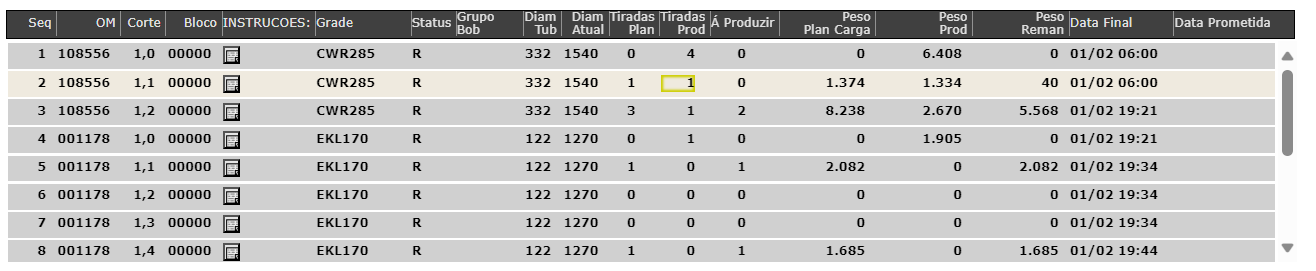 Seq OM Corte Bloco INSTRUCOES: Grade Status Grupo Bob Diam Tub Diam Atual Tiradas Plan Tiradas Prod Á Produzir Peso Plan Carga Peso Prod Peso Reman Data Final Data Prometida
1 108556 1,0 00000 CWR285 R 332 1540 0 4 0 6.408 0 01/02 06:00
2 108556 1,1 00000 CWR285 R 332 1540 1 1 0 1.374 1.334 40 01/02 06:00
3 108556 1,2 00000 CWR285 R 332 1540 3 1 2 8.238 2.670 5.568 01/02 19:21
4 001178 1,0 00000 EKL170 R 122 1270 0 1 0 1.905 0 01/02 19:21
5 001178 1,1 00000 EKL170 R 122 1270 1 0 1 2.082 0 2.082 01/02 19:34
6 001178 1,2 00000 EKL170 R 122 1270 0 0 0 0 0 01/02 19:34
7 001178 1,3 00000 EKL170 R 122 1270 0 0 0 0 0 01/02 19:34
8 001178 1,4 00000 EKL170 R 122 1270 1 0 1 1.685 0 1.685 01/02 19:44